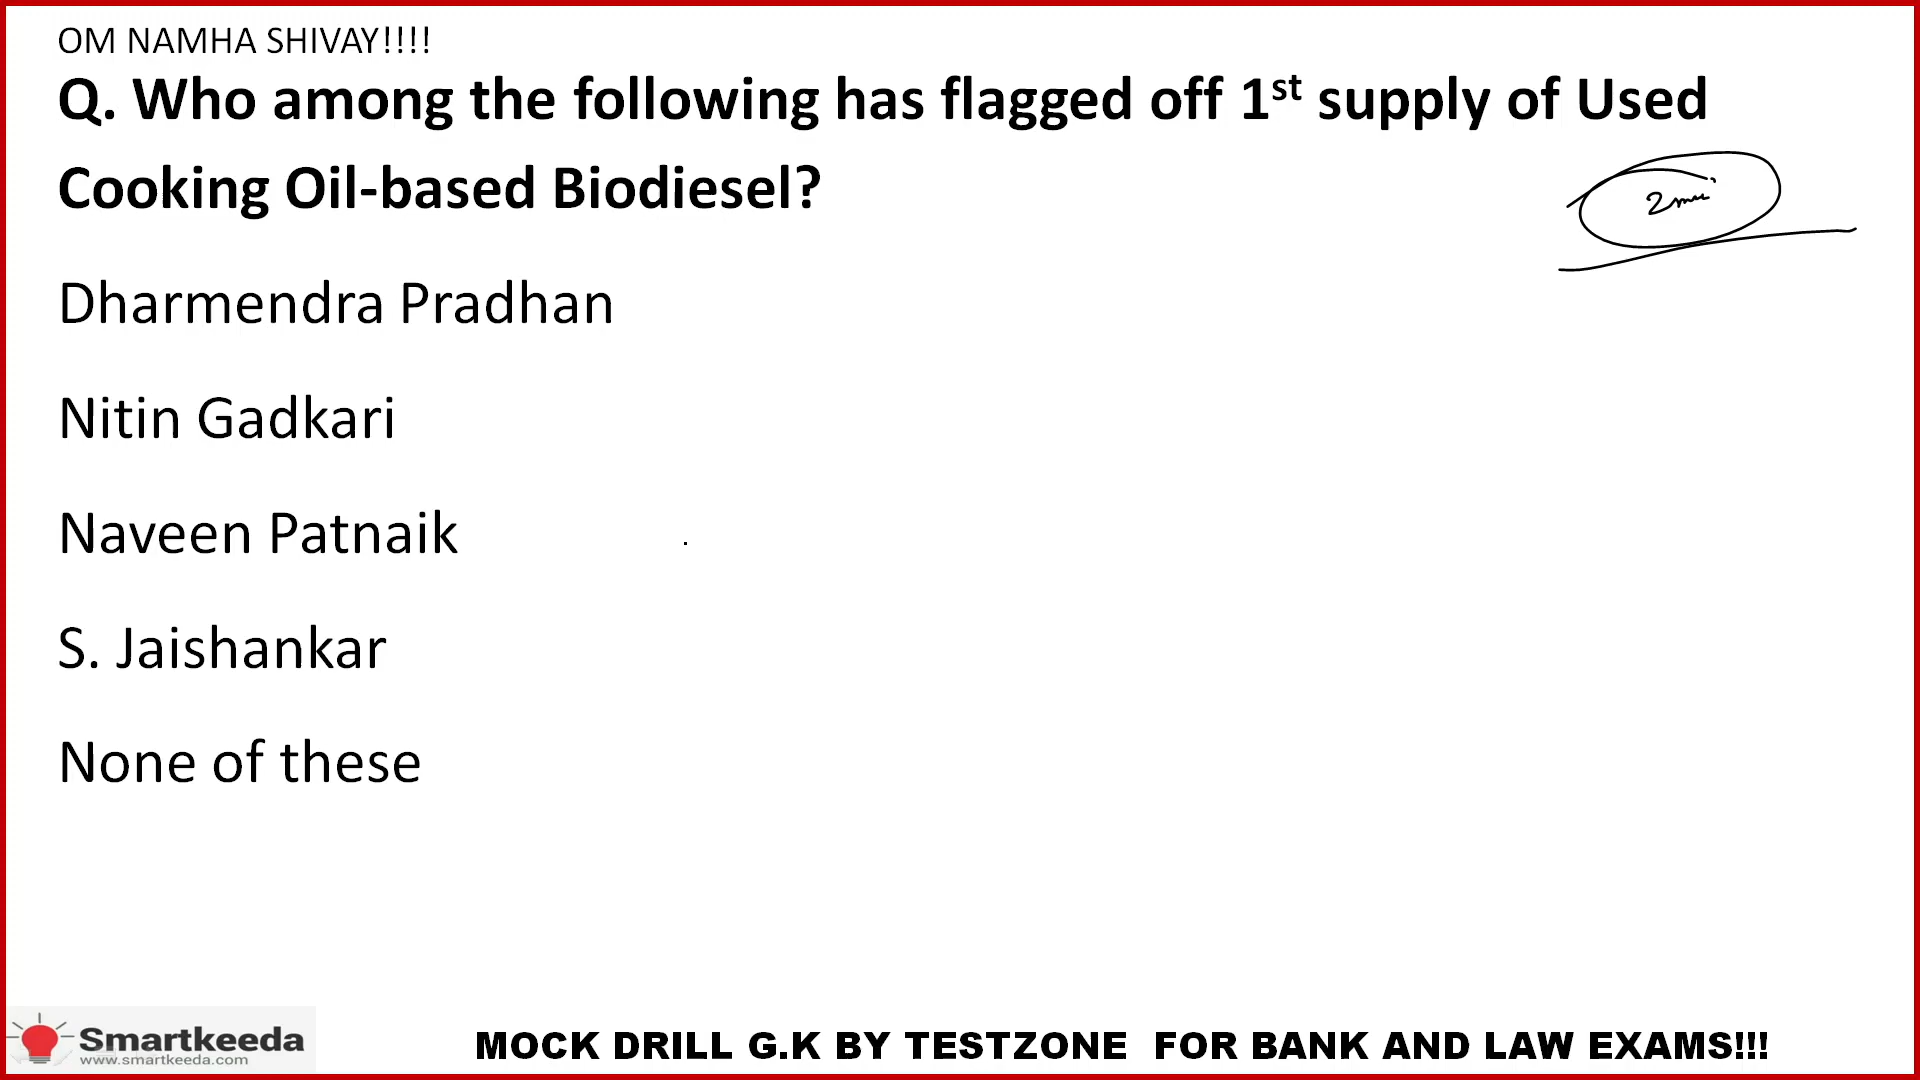 OM NAMHA SHIVAY!!!!
Q. Who among the following has flagged off 1st supply of Used
Cooking Oil-based Biodiesel?
Dharmendra Pradhan
Nitin Gadkari
Naveen Patnaik
S. Jaishankar
None of these
Smartkeeda
www.smartkeeda.com
MOCK DRILL G.K BY TESTZONE FOR BANK AND LAW EXAMS!!!